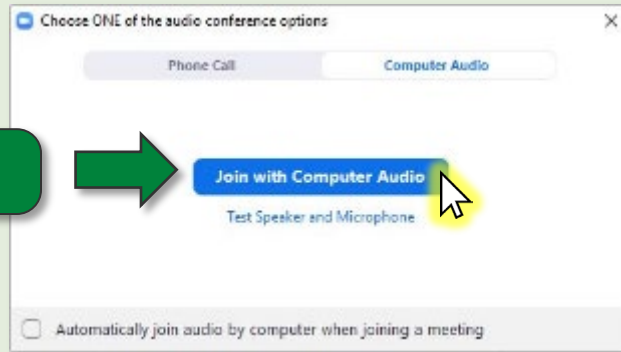 Choose ONE of the audio conference options
Phone Call Computer Audio
Join with Computer Audio
Test Speaker and Microphone
Automatically join audio by computer when joining a meeting